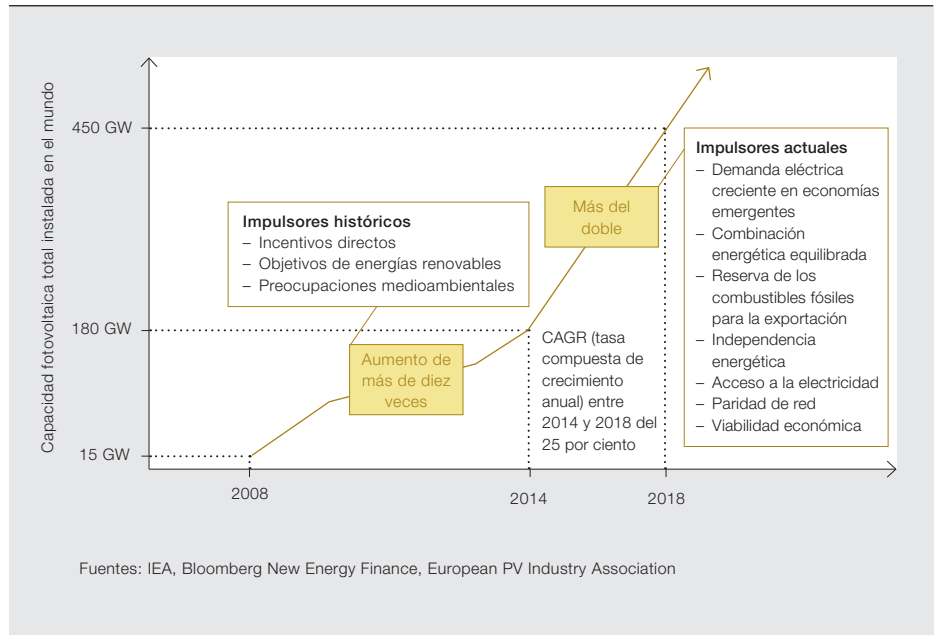 Capacidad fotovoltaica total instalada en el mundo
450 GW
180 GW
15 GW
Impulsores históricos
– Incentivos directos
– Objetivos de energías renovables
– Preocupaciones medioambientales
Aumento de
más de diez
veces
Más del
doble
CAGR (tasa
compuesta de
crecimiento
anual) entre
2014 y 2018 del
25 por ciento
Impulsores actuales
– Demanda eléctrica
creciente en economías
emergentes
– Combinación
energética equilibrada
– Reserva de los
combustibles fósiles
para la exportación
– Independencia
energética
– Acceso a la electricidad
– Paridad de red
– Viabilidad económica
2008
2014
2018
Fuentes: IEA, Bloomberg New Energy Finance, European PV Industry Association